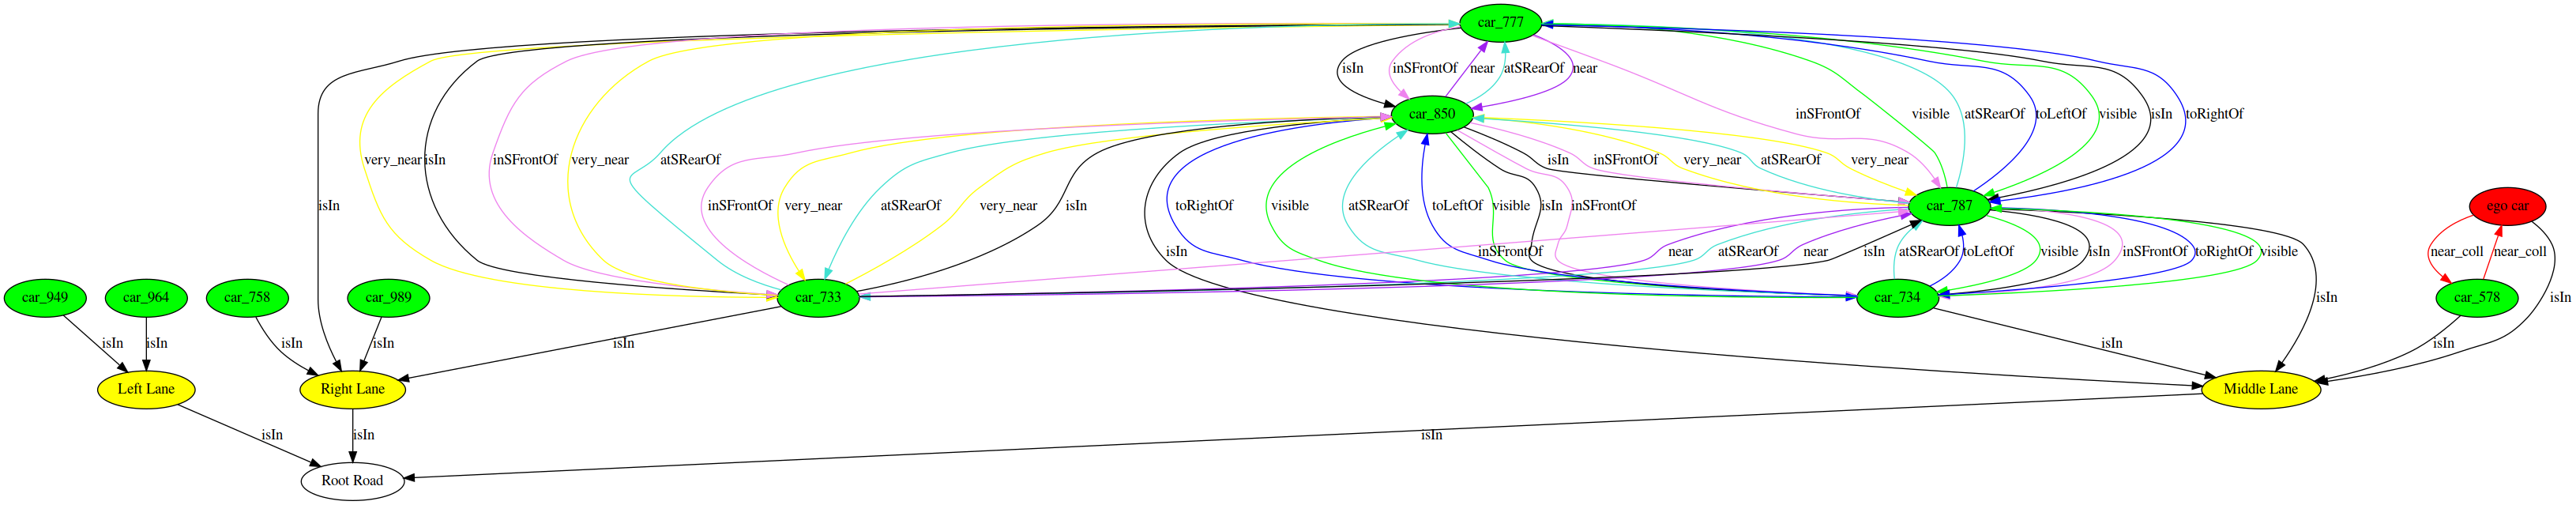 car_777
isIn inSFrontOf near atSRearOf near
inSFrontOf visible atSRearOf toLeftOf visible isIn toRightOf
car_850
very_near isIn inSFrontOf very_near atSRearOf isIn inSFrontOf very_near atSRearOf very_near
isIn inSFrontOf very_near atSRearOf very_near isIn toRightOf visible atSRearOf toLeftOf visible isIn inSFrontOf car_787 ego car
isIn inSFrontOf near atSRearOf near isIn atSRearOf toLeftOf visible isIn inSFrontOf toRightOf visible near_coll near_coll
car_949 car_964 car_758 car_989 car_733 car_734 isIn car_578 isIn
isIn isIn isIn isIn isIn isIn isIn
Left Lane Right Lane Middle Lane
isIn isIn isIn
Root Road